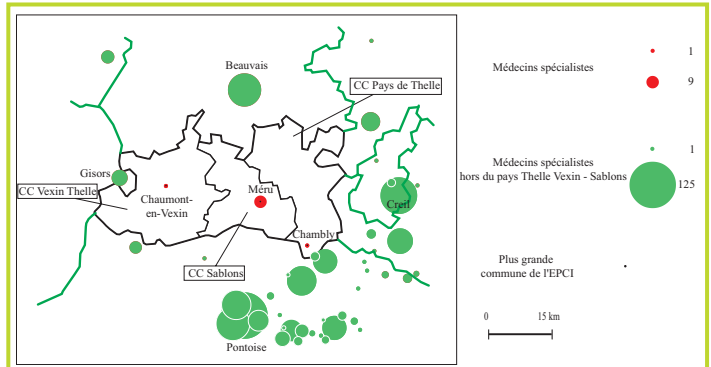 Beauvais
CC Pays de Thelle
Gisors
CC Vexin Thelle
Chaumont-
en-Vexin
Méru
Creil
Chambly
CC Sablons
Pontoise
Médecins spécialistes
1
9
Médecins spécialistes
hors du pays Thelle Vexin - Sablons
1
125
Plus grande
commune de l'EPCI
0
15 km